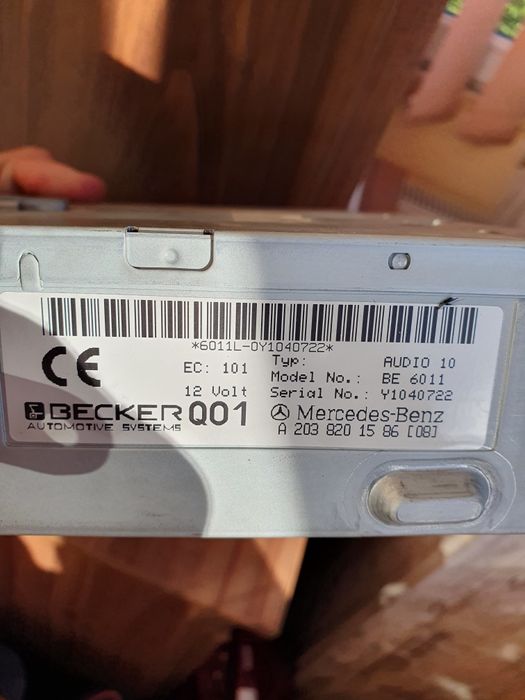 *6011L-0Y1040722*
CE
EC: 101
12 Volt
Typ: AUDIO 10
Model No.: BE 6011
Serial No.: Y1040722
BECKER Q01
AUTOMOTIVE SYSTEMS
Mercedes-Benz
A 203 820 15 86 [08]